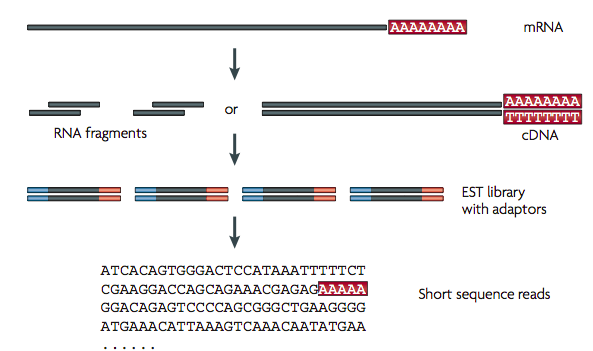 AAAAAAAA mRNA
RNA fragments
or
AAAAAAAA
TTTTTTTT
cDNA
EST library
with adaptors
ATCACAGTGGGACTCCATAAATTTTTCT
CGAAGGACCAGCAGAAACGAGAGAAAAA
GGACAGAGTCCCCAGCGGGCTGAAGGGG
ATGAAACATTAAAGTCAAACAATATGAA
......
Short sequence reads